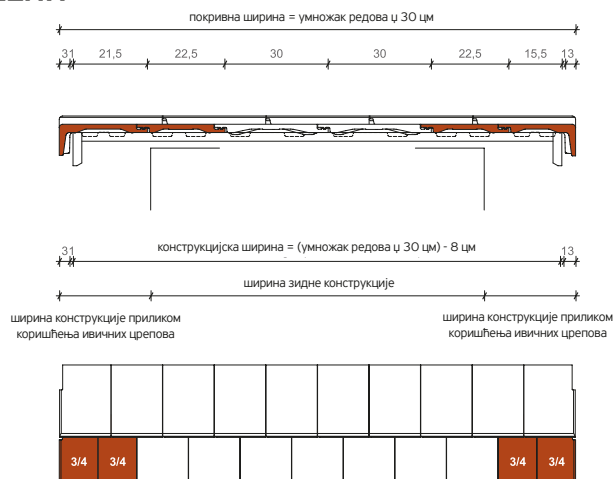 покривна ширина = умножак редова џ 30 цм
31 21,5 22,5 30 30 22,5 15,5 13
31 конструкцијска ширина = (умножак редова џ 30 цм) - 8 цм 13
ширина зидне конструкције
ширина конструкције приликом
коришћења ивичних црепова
ширина конструкције приликом
коришћења ивичних црепова
3/4 3/4 3/4 3/4